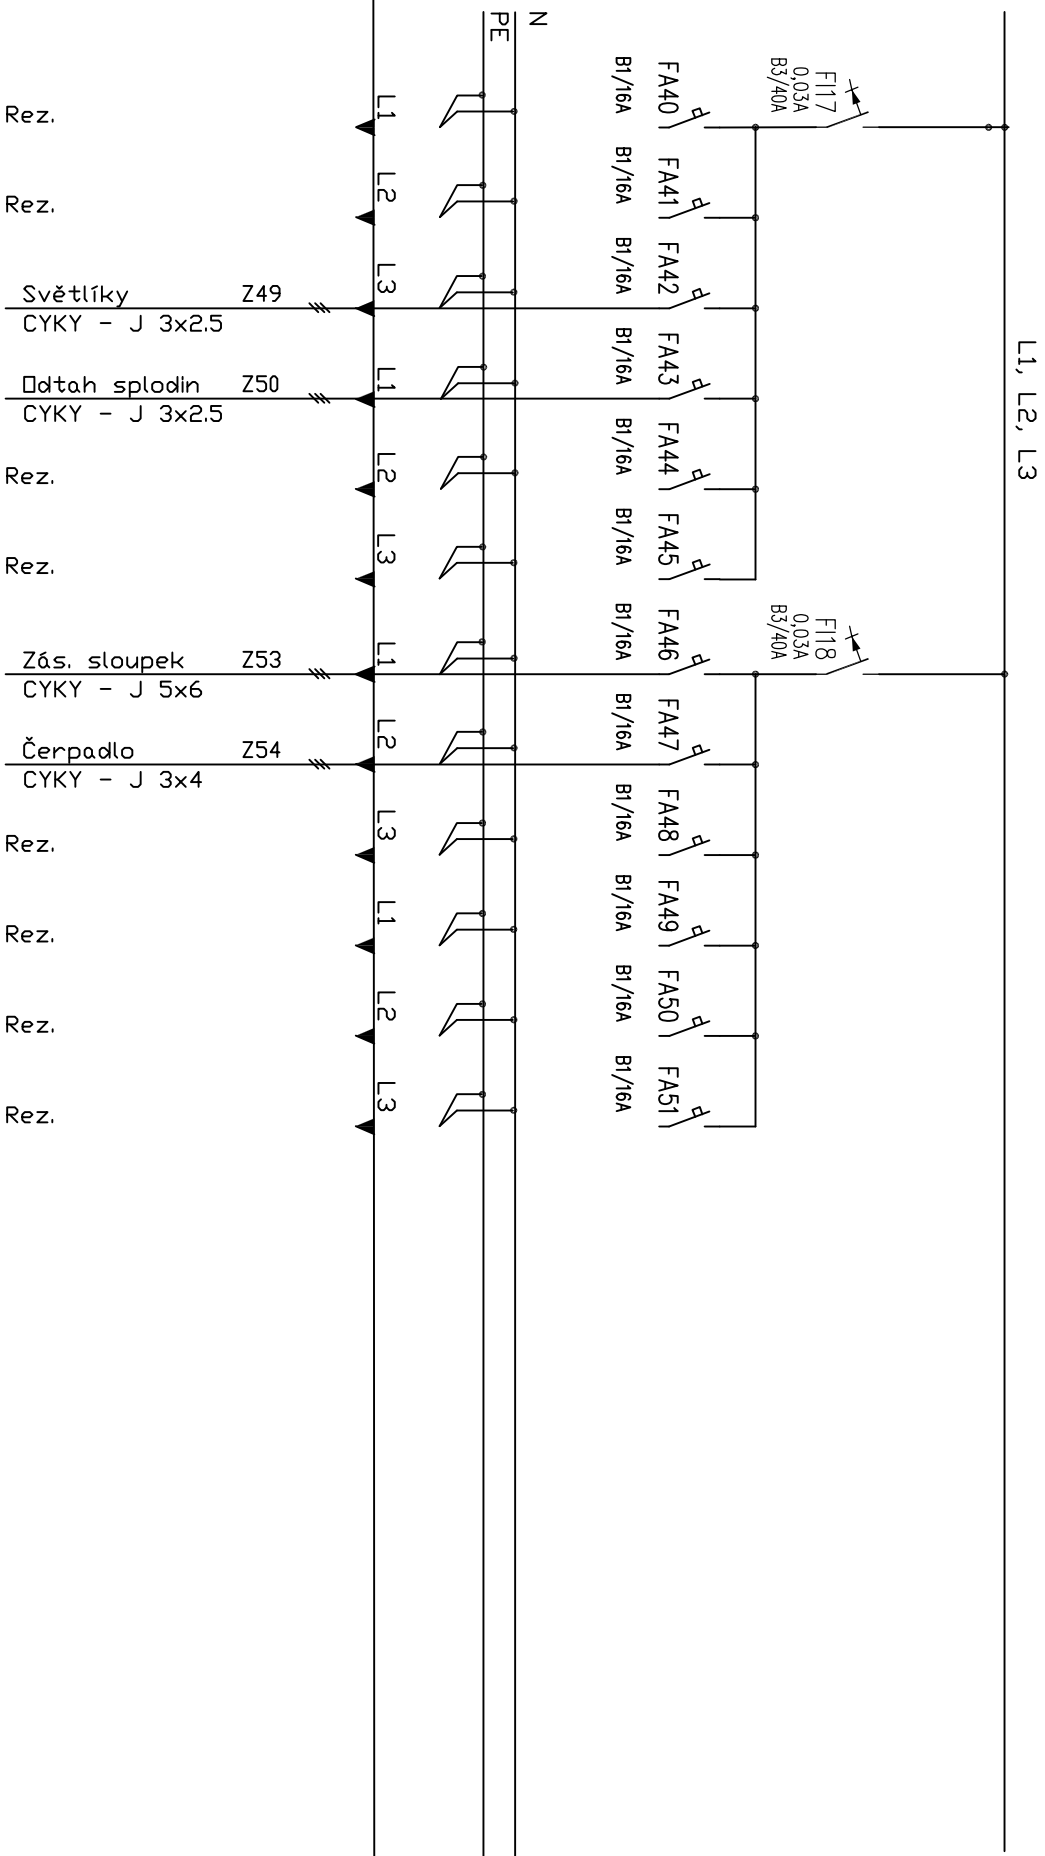 N
PE
L1, L2, L3
FI17
0,03A
B3/40A
FA40
B1/16A
L1
Rez.
FA41
B1/16A
L2
Rez.
FA42
B1/16A
L3
Světlíky Z49
CYKY - J 3x2.5
FA43
B1/16A
L1
Odtah splodin Z50
CYKY - J 3x2.5
FA44
B1/16A
L2
Rez.
FA45
B1/16A
L3
Rez.
FI18
0,03A
B3/40A
FA46
B1/16A
L1
Zás. sloupek Z53
CYKY - J 5x6
FA47
B1/16A
L2
Čerpadlo Z54
CYKY - J 3x4
FA48
B1/16A
L3
Rez.
FA49
B1/16A
L1
Rez.
FA50
B1/16A
L2
Rez.
FA51
B1/16A
L3
Rez.